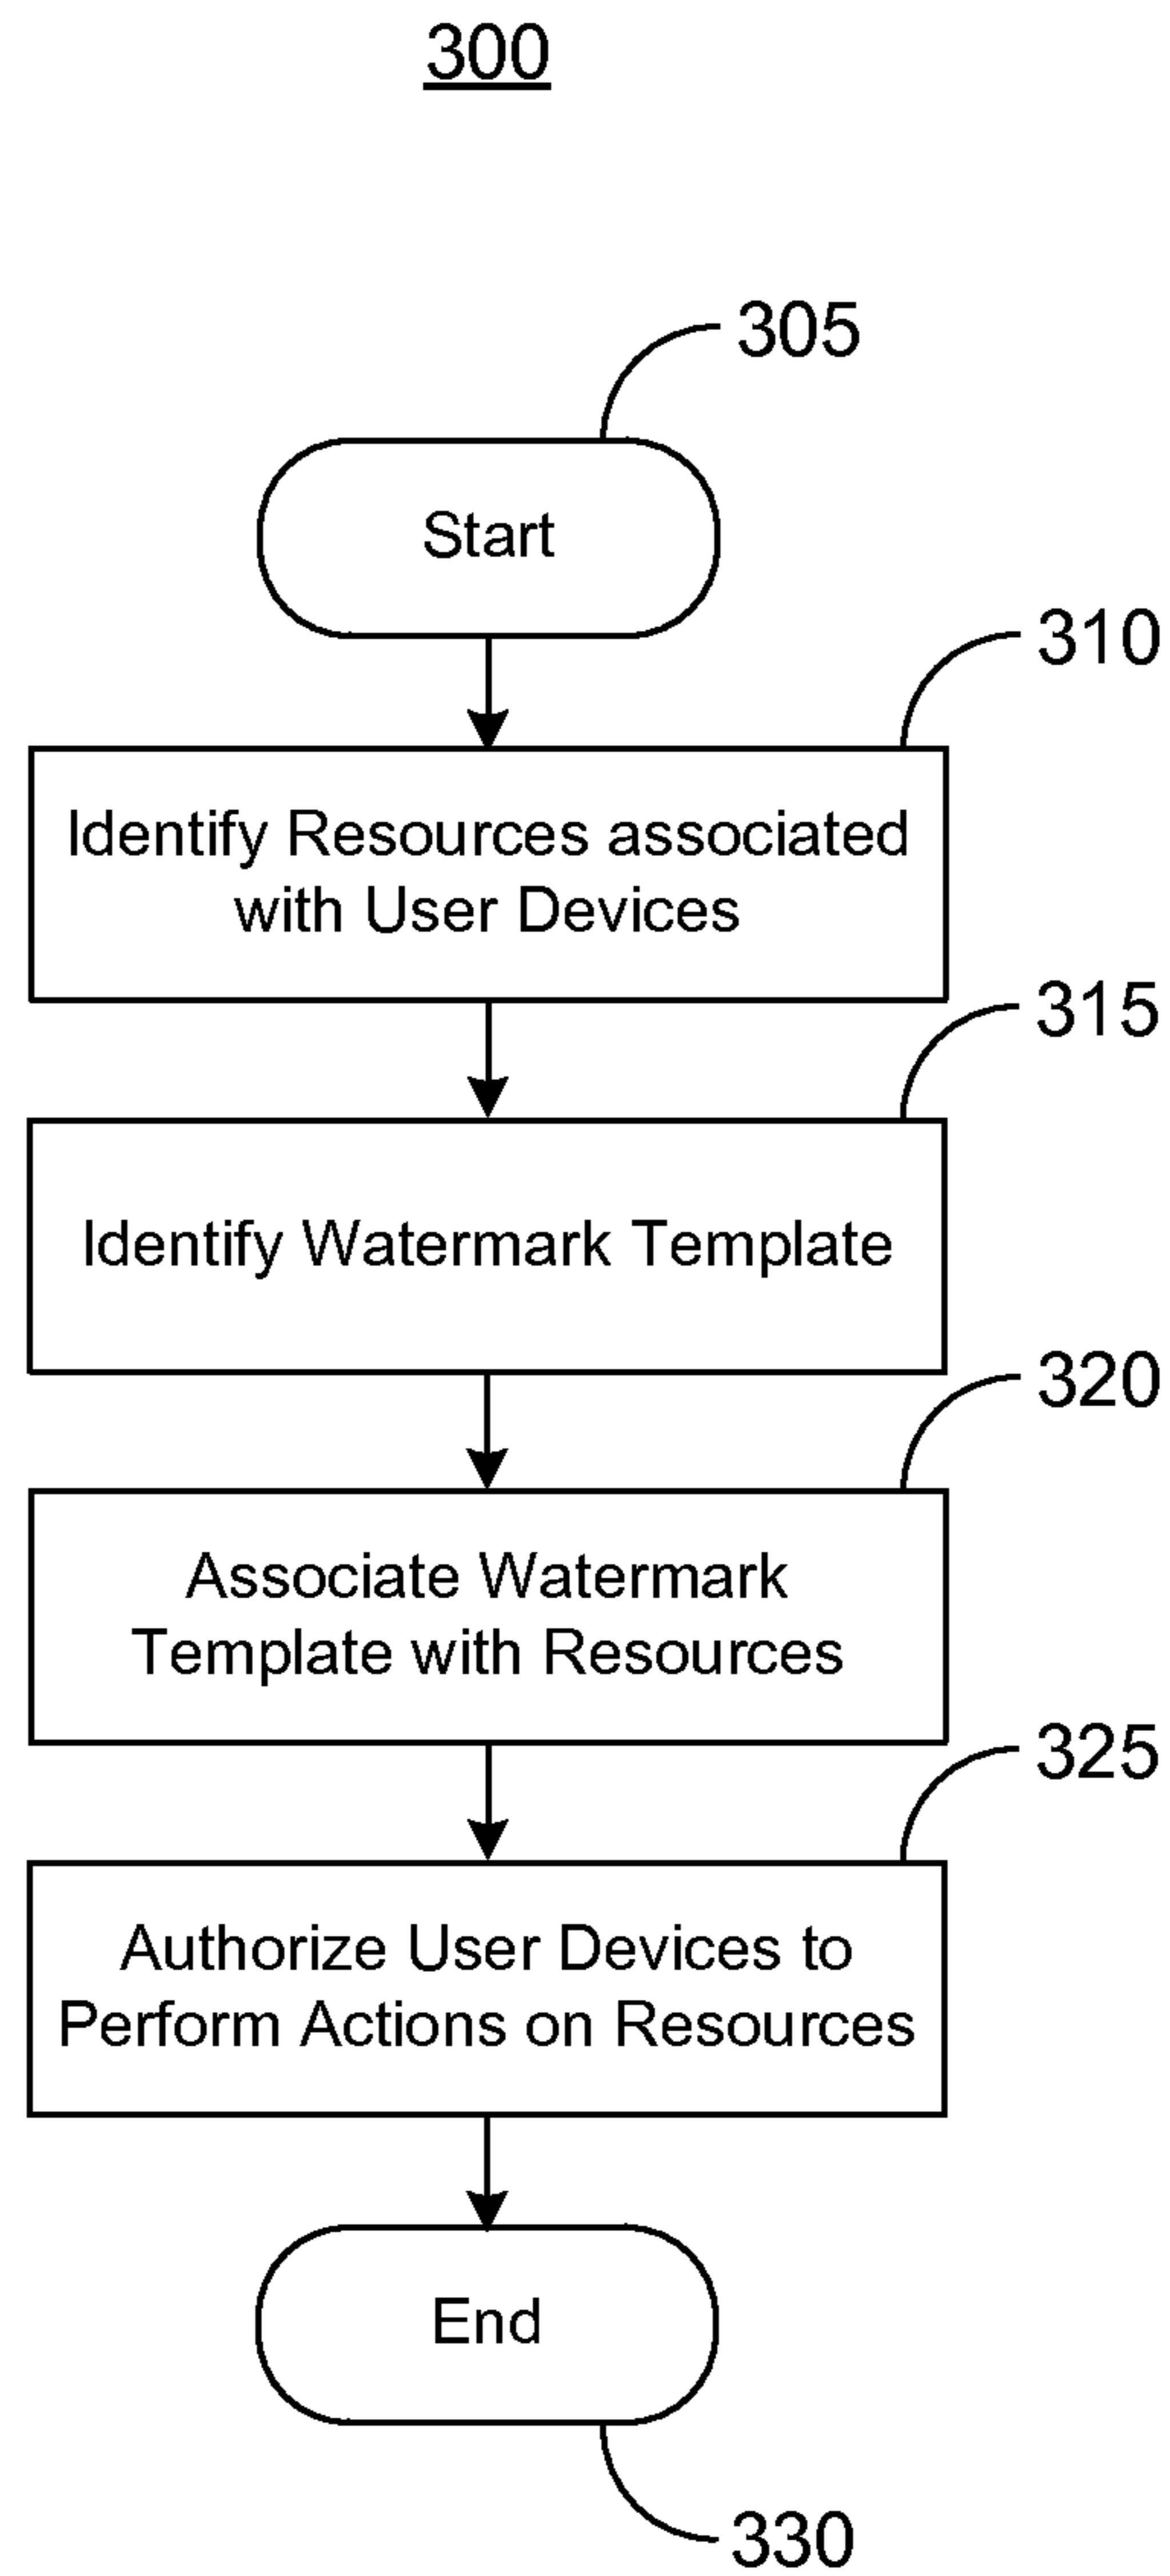 300
305
Start
310
Identify Resources associated
with User Devices
315
Identify Watermark Template
320
Associate Watermark
Template with Resources
325
Authorize User Devices to
Perform Actions on Resources
End
330